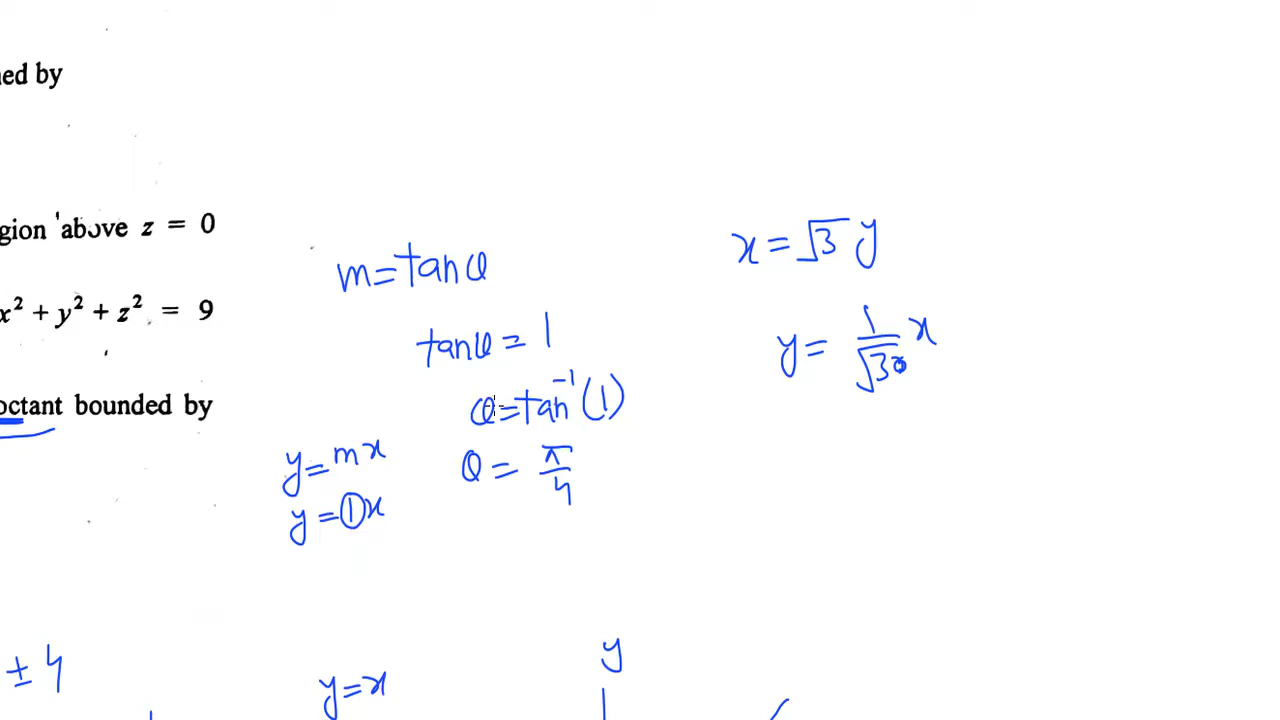 ned by
gion above z = 0
x² + y² + z² = 9
octant bounded by
m = tanθ
tanθ = 1
θ = tan⁻¹(1)
θ = π/4
y = mx
y = ①x
x = √3 y
y = 1/√3 x
± 4
y = x
y